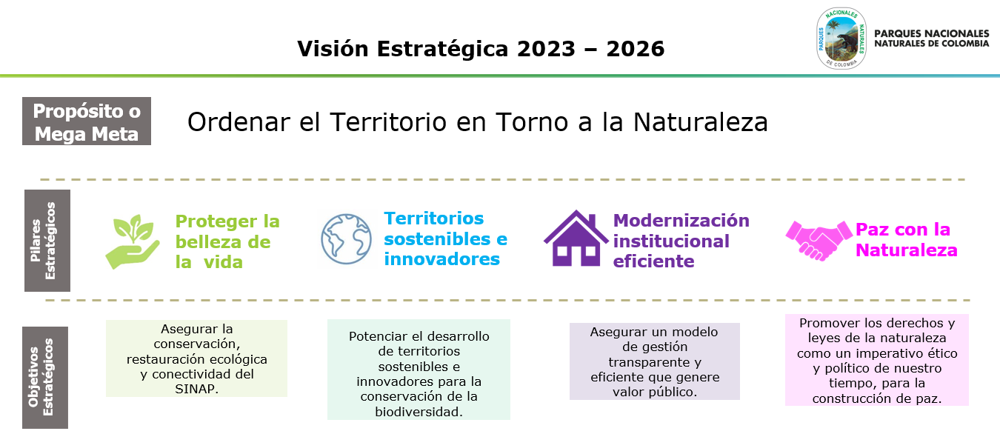 Visión Estratégica 2023 – 2026
PARQUES NACIONALES NATURALES DE COLOMBIA
PARQUES NACIONALES
NATURALES DE COLOMBIA
Propósito o
Mega Meta
Ordenar el Territorio en Torno a la Naturaleza
Pilares
Estratégicos
Proteger la
belleza de
la vida
Territorios
sostenibles e
innovadores
Modernización
institucional
eficiente
Paz con la
Naturaleza
Objetivos
Estratégicos
Asegurar la
conservación,
restauración ecológica
y conectividad del
SINAP.
Potenciar el desarrollo
de territorios
sostenibles e
innovadores para la
conservación de la
biodiversidad.
Asegurar un modelo
de gestión
transparente y
eficiente que genere
valor público.
Promover los derechos y
leyes de la naturaleza
como un imperativo ético
y político de nuestro
tiempo, para la
construcción de paz.